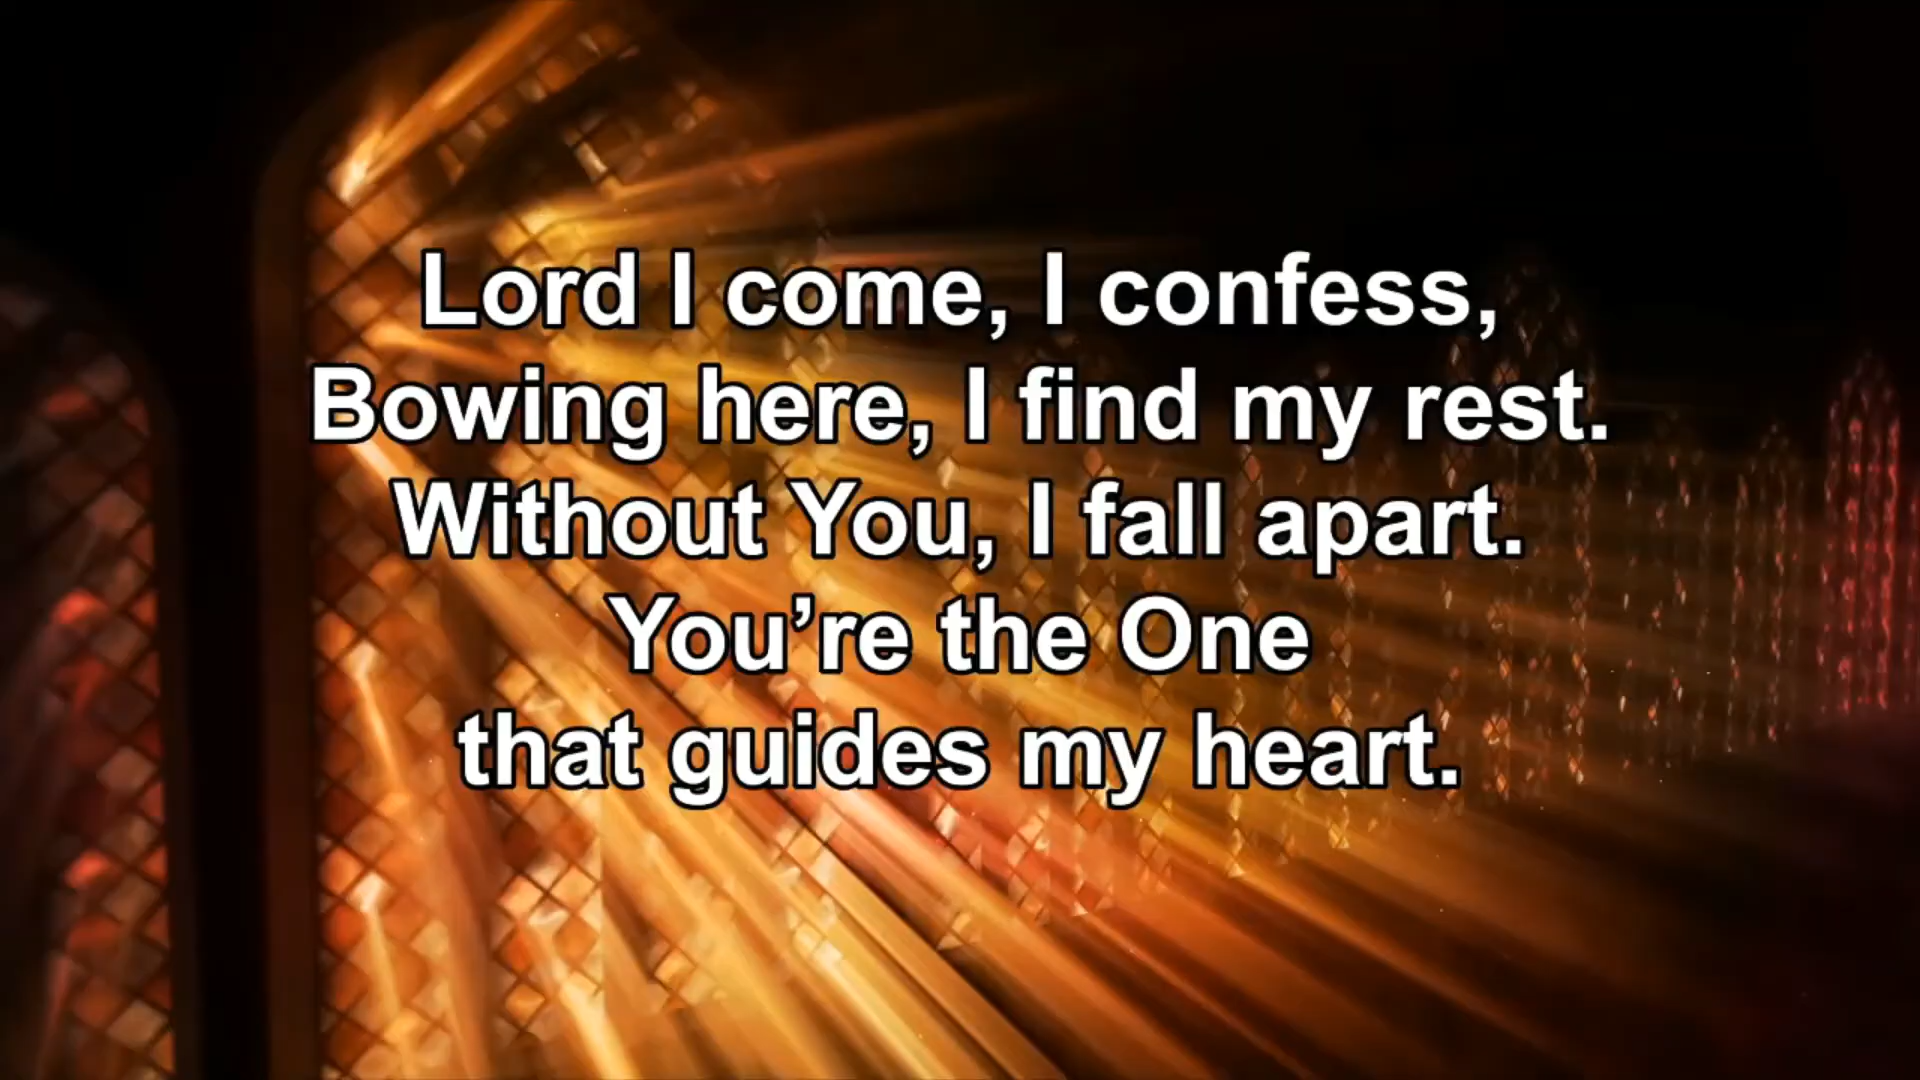 Lord I come, I confess,
Bowing here, I find my rest.
Without You, I fall apart.
You’re the One
that guides my heart.